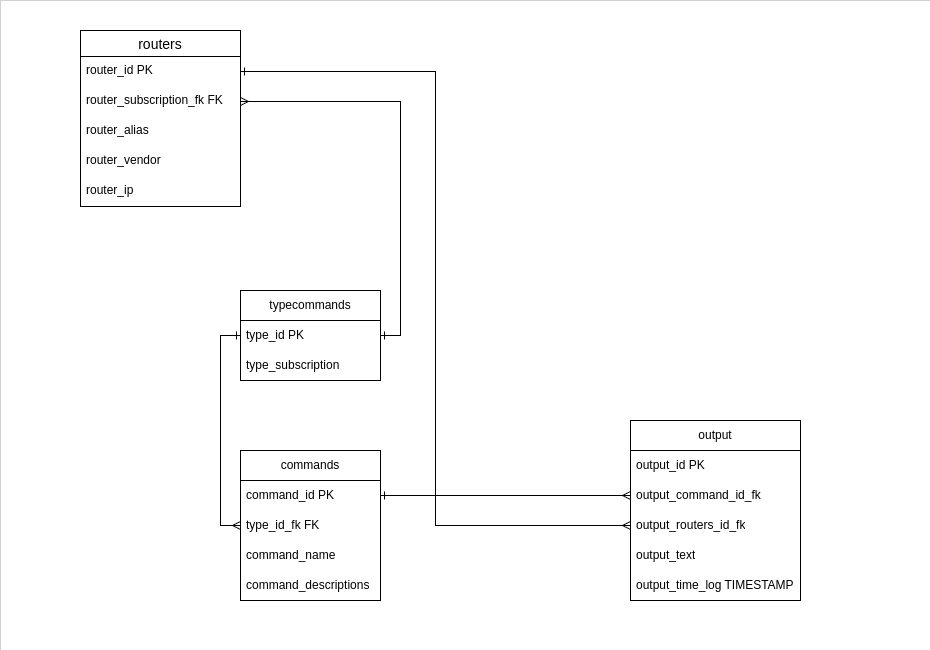 routers
router_id PK
router_subscription_fk FK
router_alias
router_vendor
router_ip
typecommands
type_id PK
type_subscription
commands
command_id PK
type_id_fk FK
command_name
command_descriptions
output
output_id PK
output_command_id_fk
output_routers_id_fk
output_text
output_time_log TIMESTAMP